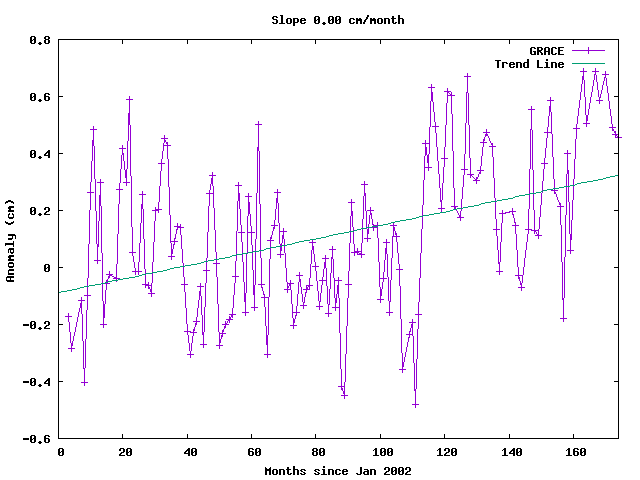 Slope 0.00 cm/month
GRACE
Trend Line
0.8
0.6
0.4
0.2
0
-0.2
-0.4
-0.6
Anomaly (cm)
0 20 40 60 80 100 120 140 160
Months since Jan 2002